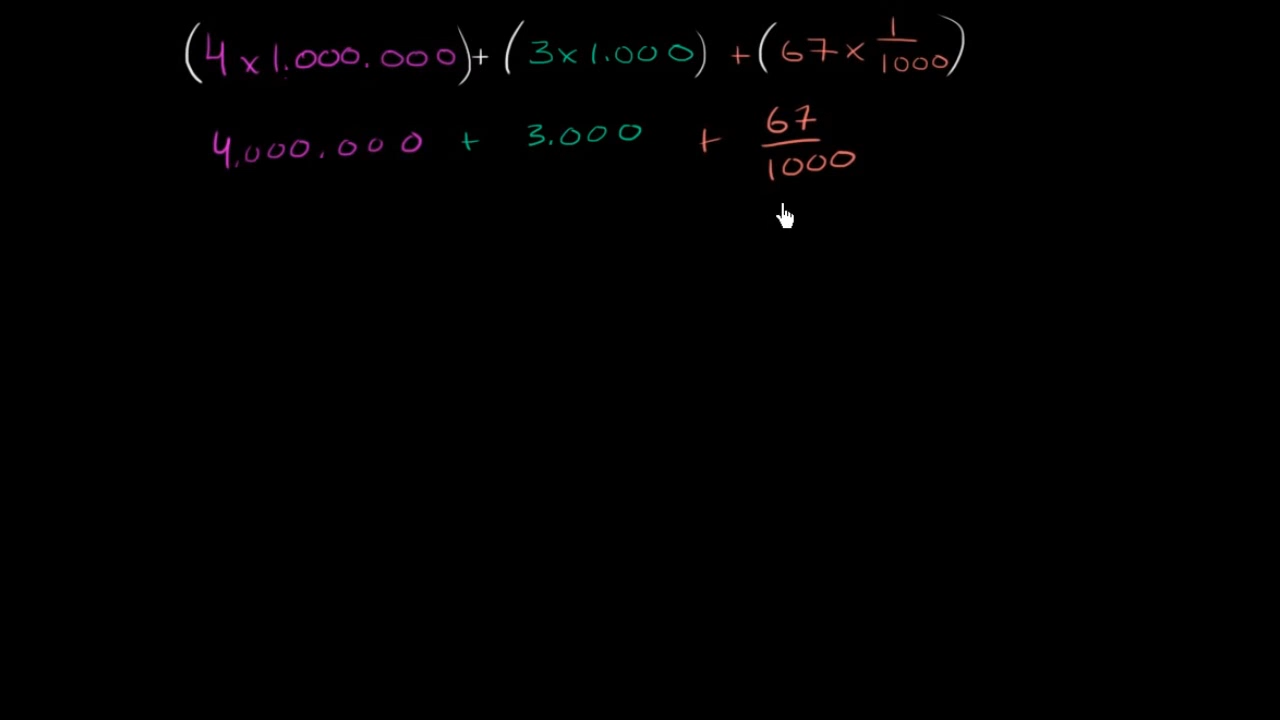 (4 x 1.000.000) + (3 x 1.000) + (67 x 1/1000)
4.000.000 + 3.000 + 67/1000